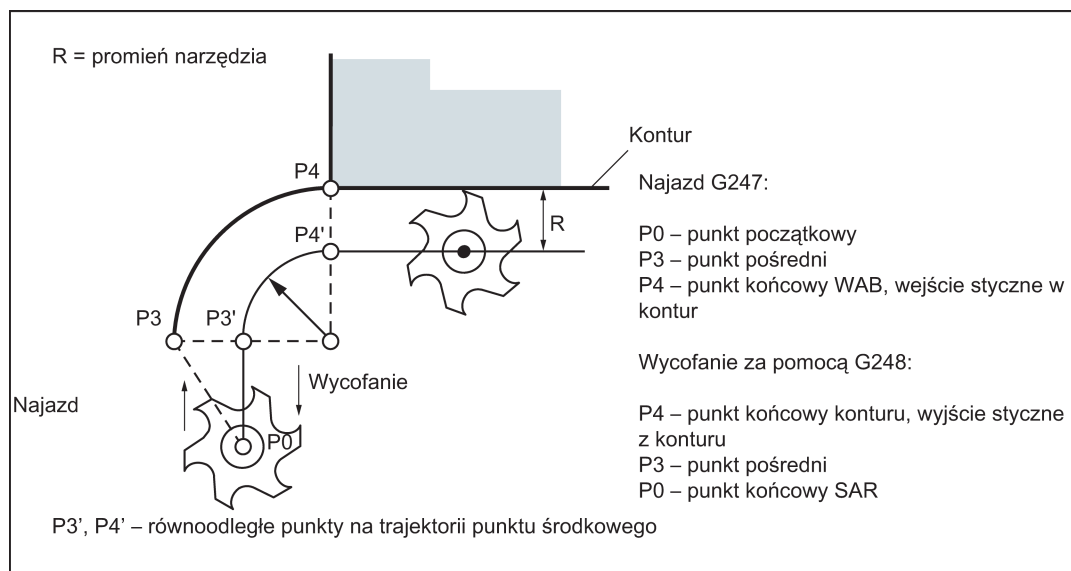 R = promień narzędzia
Kontur
P4
Najazd G247:
R
P4'
P0 – punkt początkowy
P3 – punkt pośredni
P4 – punkt końcowy WAB, wejście styczne w
kontur
P3
P3'
Wycofanie za pomocą G248:
Wycofanie
Najazd
P4 – punkt końcowy konturu, wyjście styczne
z konturu
P0
P3 – punkt pośredni
P0 – punkt końcowy SAR
P3’, P4’ – równoodległe punkty na trajektorii punktu środkowego